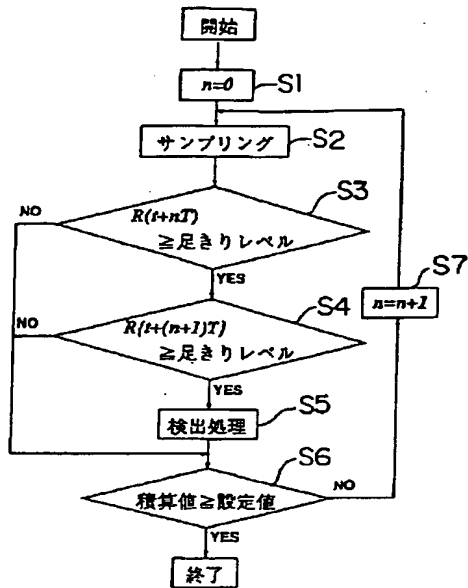 開始
n=0
S1
サンプリング
S2
S3
NO
R(t+nT)
≧足きりレベル
YES
S7
n=n+1
S4
NO
R(t+(n+1)T)
≧足きりレベル
YES
検出処理
S5
S6
積算値≧設定値
NO
YES
終了